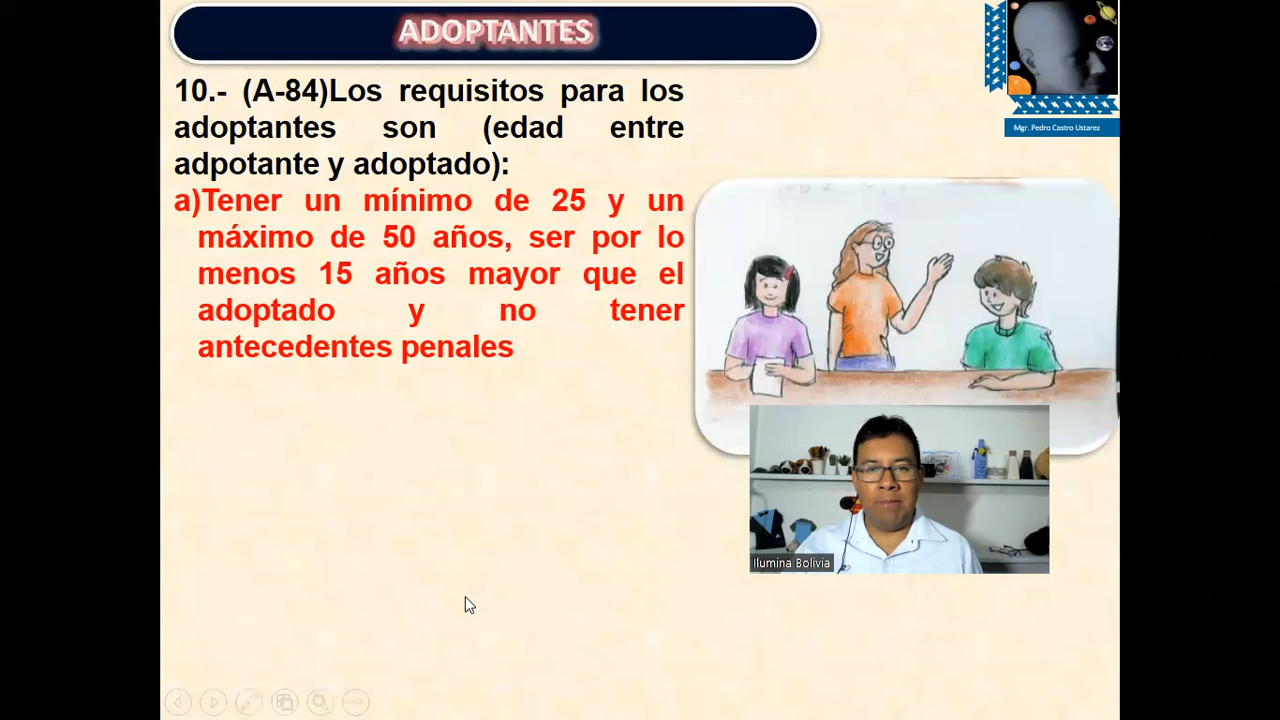 ADOPTANTES
10.- (A-84)Los requisitos para los
adoptantes son (edad entre
adpotante y adoptado):
a)Tener un mínimo de 25 y un
máximo de 50 años, ser por lo
menos 15 años mayor que el
adoptado y no tener
antecedentes penales
Mgr. Pedro Castro Ustarez
Ilumina Bolivia